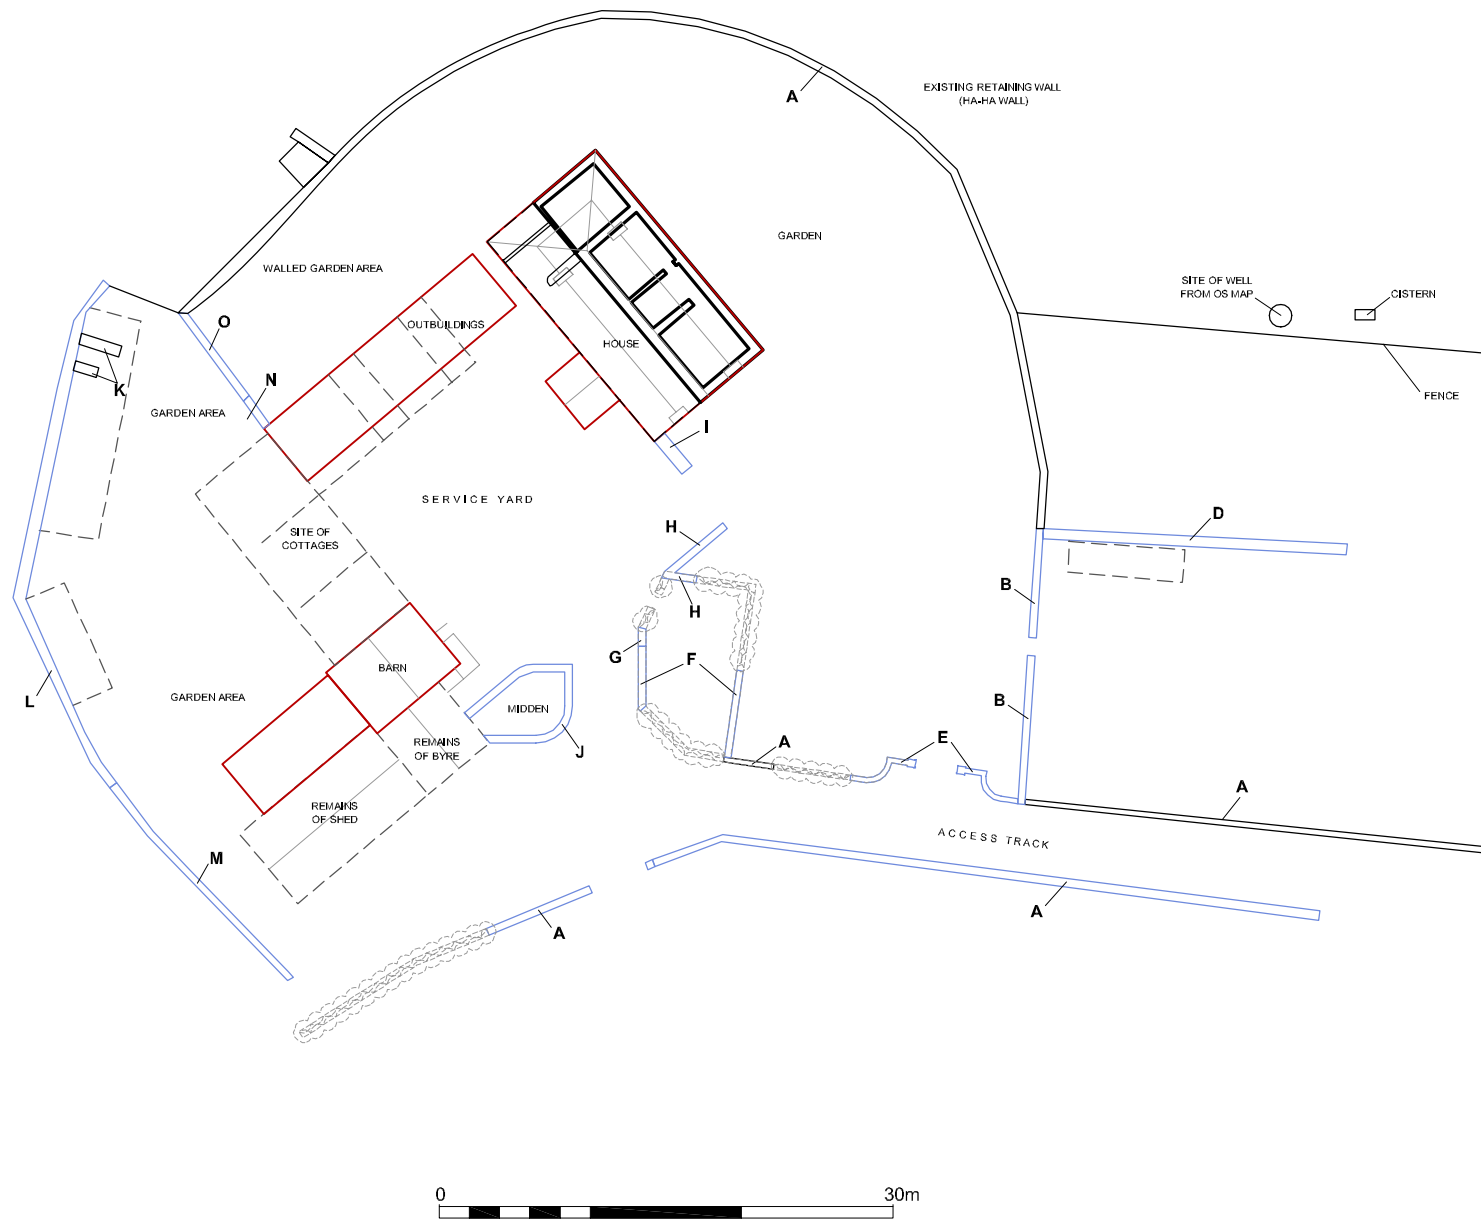 A
EXISTING RETAINING WALL
(HA-HA WALL)
GARDEN
WALLED GARDEN AREA
SITE OF WELL
FROM OS MAP
CISTERN
O
OUTBUILDINGS
HOUSE
N
K
GARDEN AREA
FENCE
I
SERVICE YARD
D
H
SITE OF
COTTAGES
B
H
G
F
BARN
L
GARDEN AREA
MIDDEN
B
REMAINS
OF BYRE
J
A
E
REMAINS
OF SHED
A
ACCESS TRACK
M
A
A
0
30m